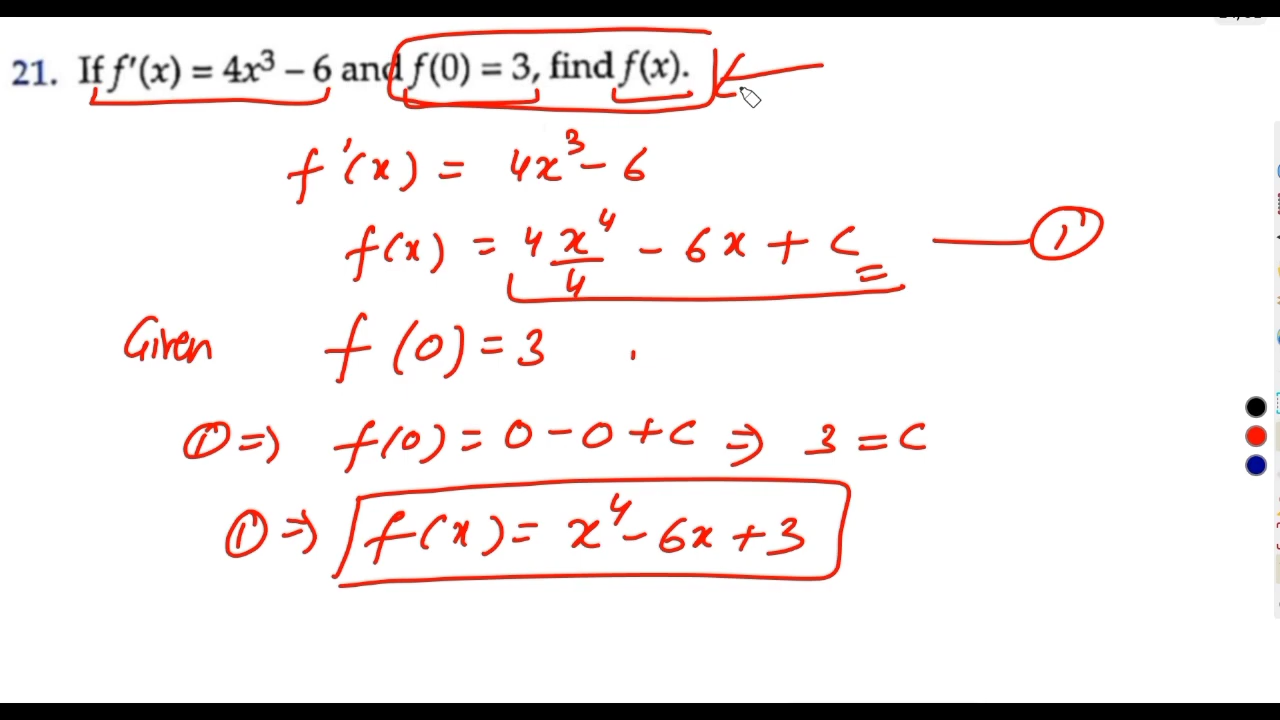 21. If f'(x) = 4x³ – 6 and f(0) = 3, find f(x).
f'(x) = 4x³ – 6
f(x) = 4 x⁴/4 – 6x + C —— ①
Given f(0) = 3
① ⇒ f(0) = 0 – 0 + C ⇒ 3 = C
① ⇒ f(x) = x⁴ – 6x + 3